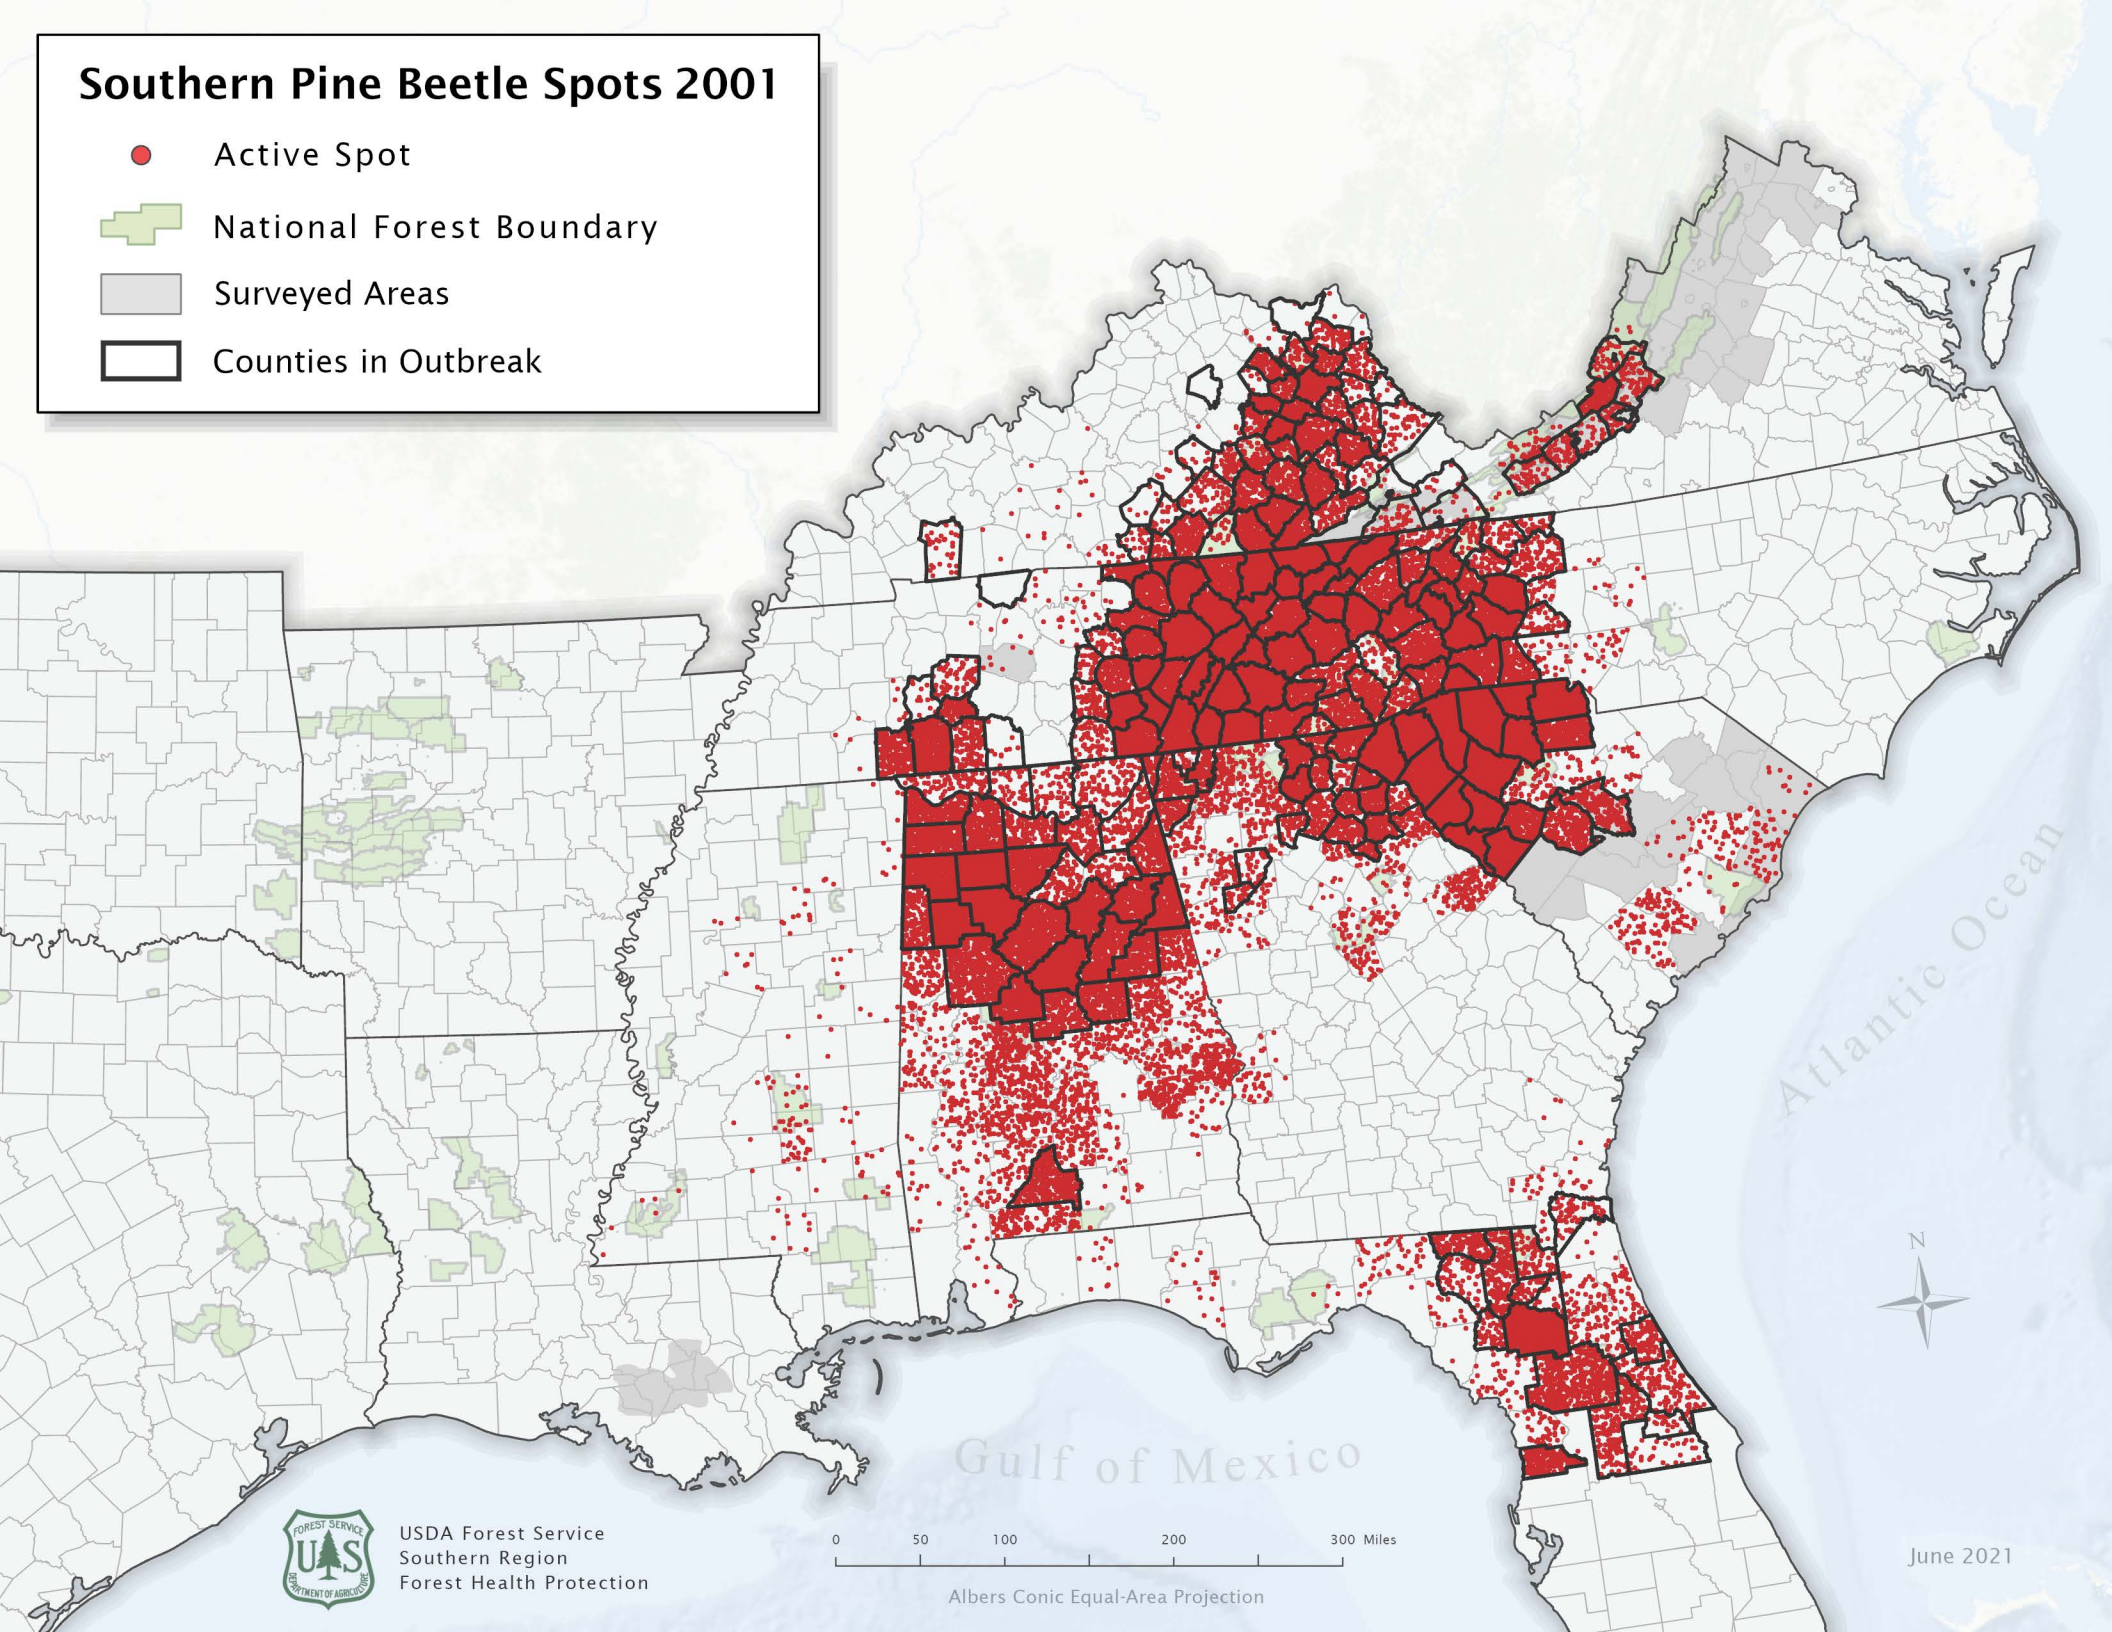 Southern Pine Beetle Spots 2001
Active Spot
National Forest Boundary
Surveyed Areas
Counties in Outbreak
Atlantic Ocean
Gulf of Mexico
N
FOREST SERVICE
U S
DEPARTMENT OF AGRICULTURE
USDA Forest Service
Southern Region
Forest Health Protection
0 50 100 200 300 Miles
Albers Conic Equal-Area Projection
June 2021